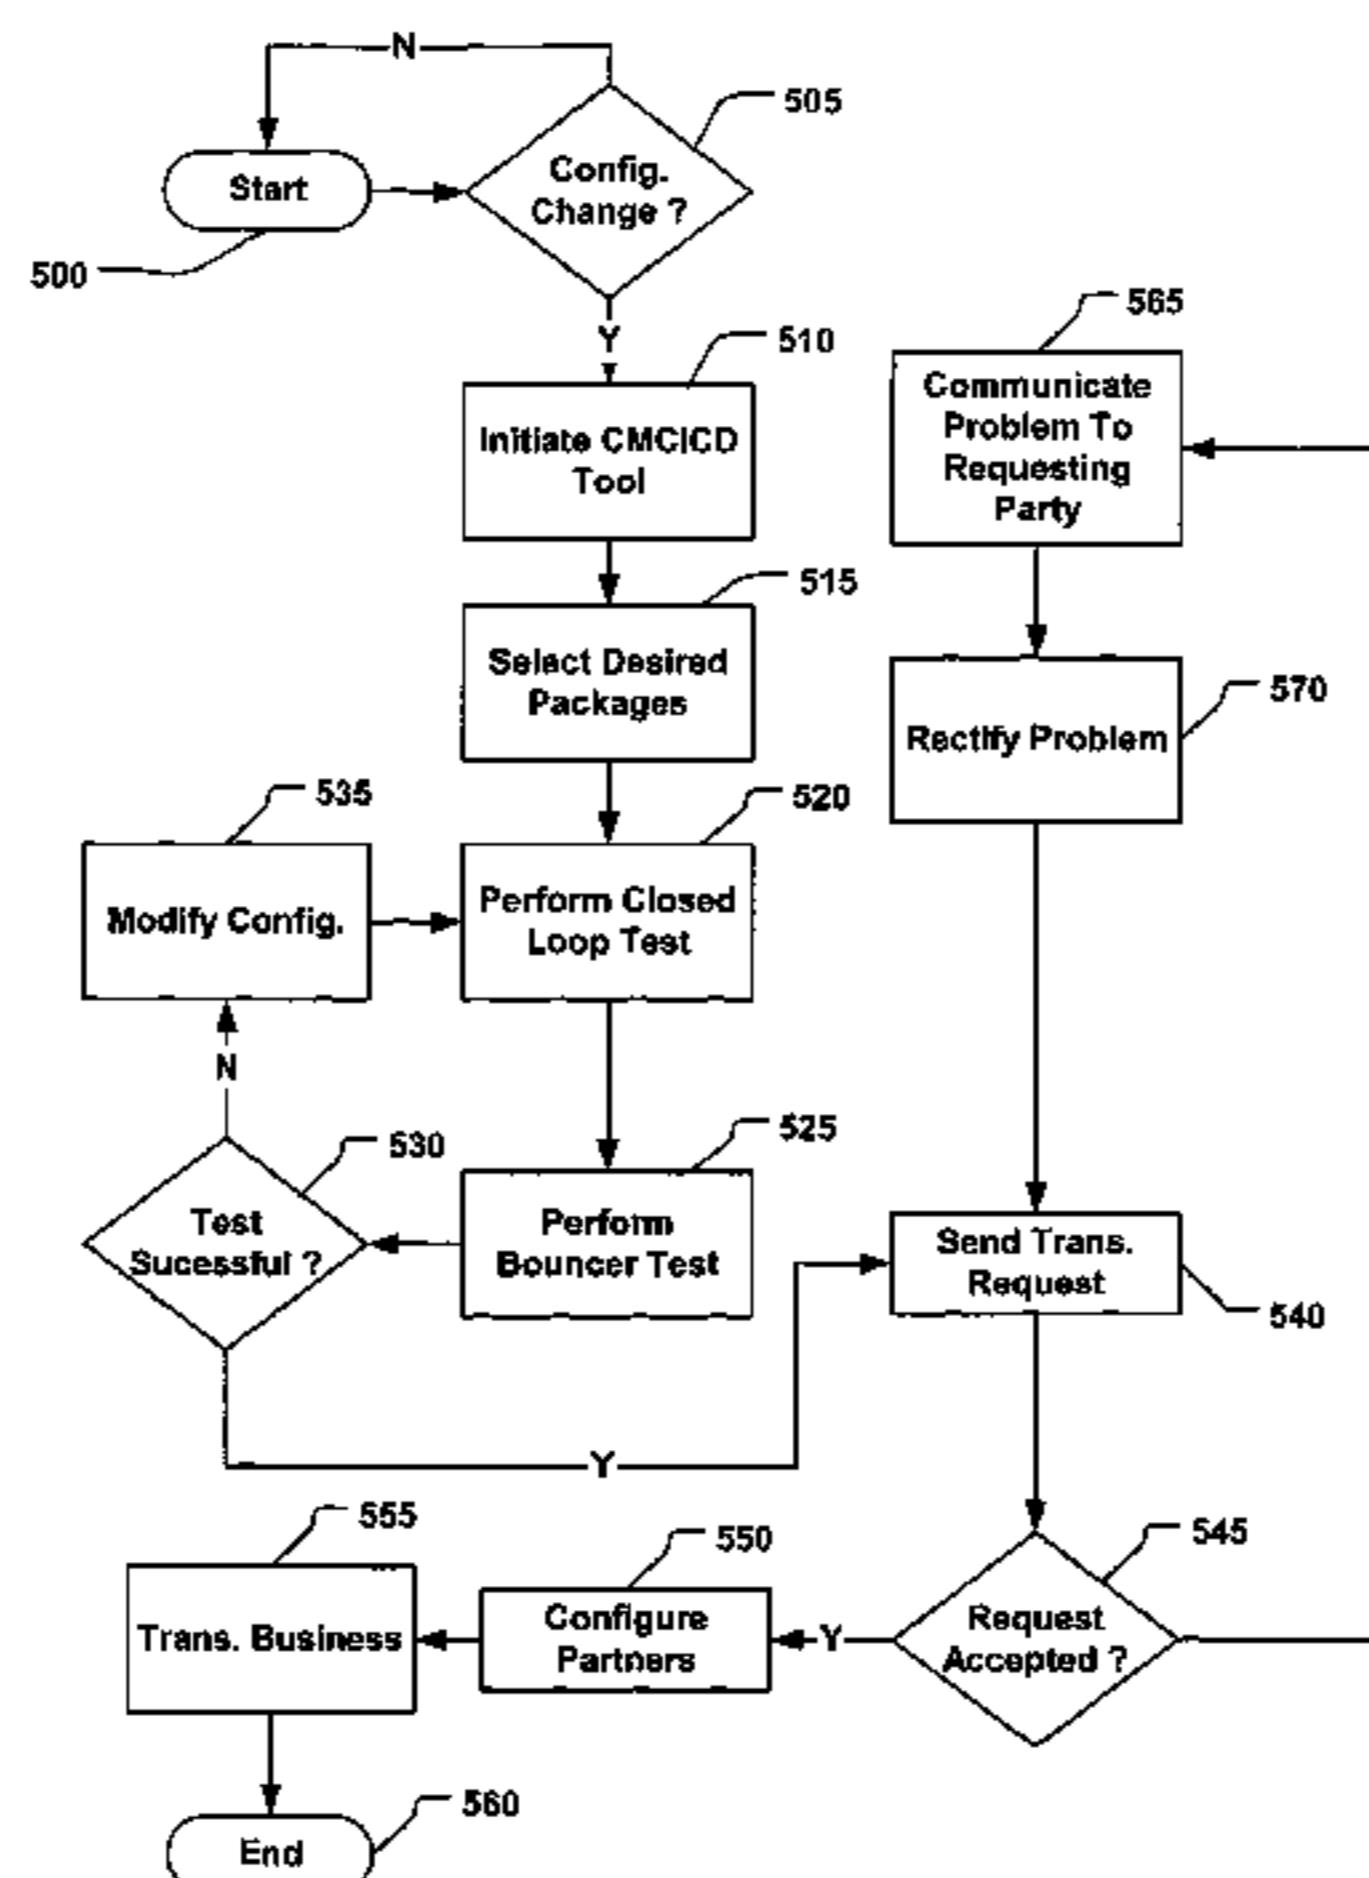 N
505
Config.
Change ?
Start
500
Y
510
Initiate CMCICD
Tool
515
Select Desired
Packages
535
520
Modify Config.
Perform Closed
Loop Test
N
530
525
Test
Sucessful ?
Perform
Bouncer Test
Y
565
Communicate
Problem To
Requesting
Party
570
Rectify Problem
Send Trans.
Request
540
545
Request
Accepted ?
Y
550
Configure
Partners
555
Trans. Business
560
End